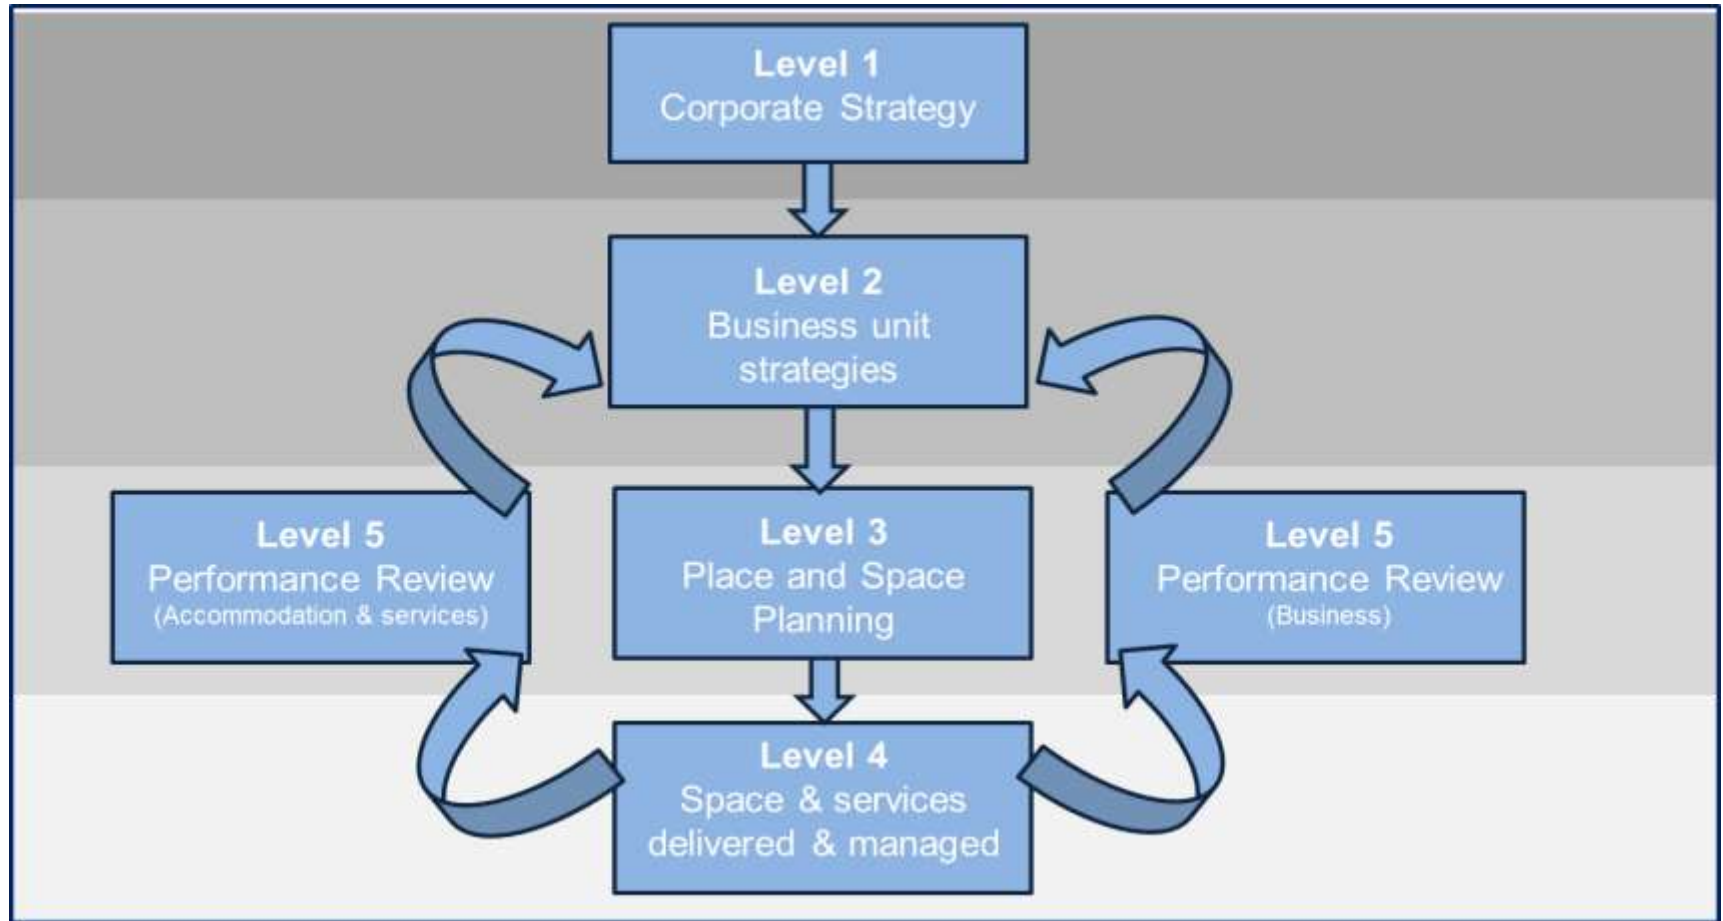 Level 1
Corporate Strategy
Level 2
Business unit
strategies
Level 5
Performance Review
(Accommodation & services)
Level 3
Place and Space
Planning
Level 5
Performance Review
(Business)
Level 4
Space & services
delivered & managed